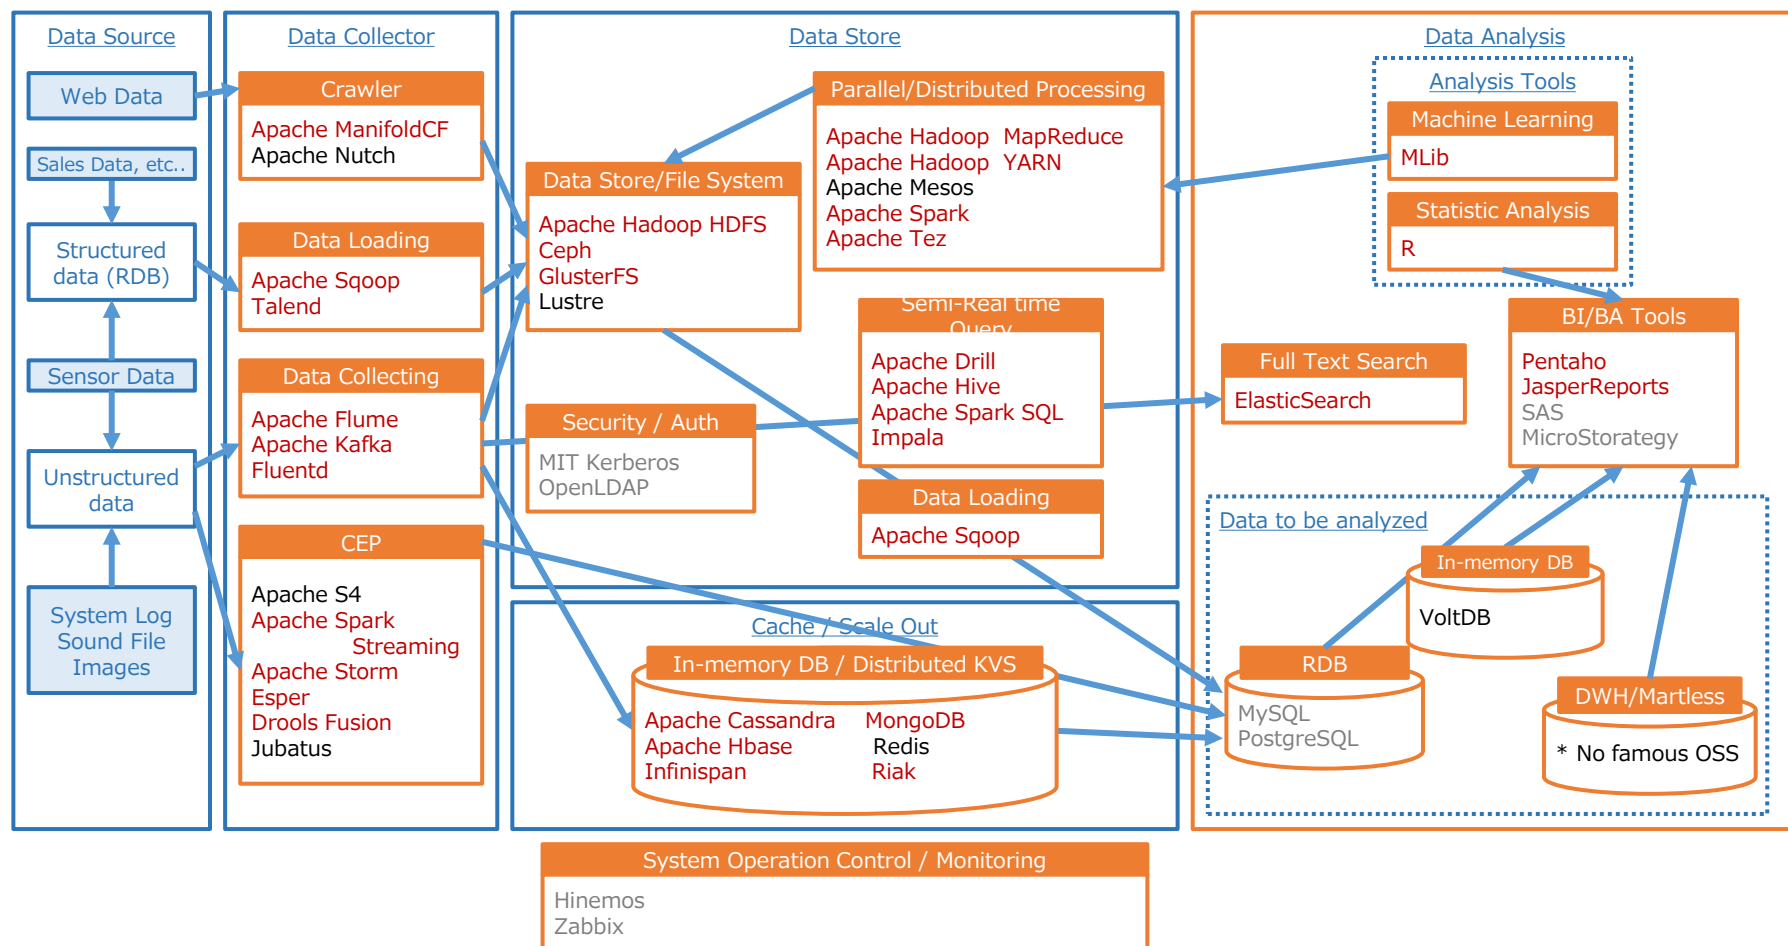 Data Source
Web Data
Sales Data, etc..
Structured
data (RDB)
Sensor Data
Unstructured
data
System Log
Sound File
Images
Data Collector
Crawler
Apache ManifoldCF
Apache Nutch
Data Loading
Apache Sqoop
Talend
Data Collecting
Apache Flume
Apache Kafka
Fluentd
CEP
Apache S4
Apache Spark
Streaming
Apache Storm
Esper
Drools Fusion
Jubatus
Data Store
Data Store/File System
Apache Hadoop HDFS
Ceph
GlusterFS
Lustre
Parallel/Distributed Processing
Apache Hadoop MapReduce
Apache Hadoop YARN
Apache Mesos
Apache Spark
Apache Tez
Semi-Real time
Query
Apache Drill
Apache Hive
Apache Spark SQL
Impala
Security / Auth
MIT Kerberos
OpenLDAP
Data Loading
Apache Sqoop
Cache / Scale Out
In-memory DB / Distributed KVS
Apache Cassandra MongoDB
Apache Hbase Redis
Infinispan Riak
Data Analysis
Analysis Tools
Machine Learning
MLib
Statistic Analysis
R
Full Text Search
ElasticSearch
BI/BA Tools
Pentaho
JasperReports
SAS
MicroStorategy
Data to be analyzed
In-memory DB
VoltDB
RDB
MySQL
PostgreSQL
DWH/Martless
* No famous OSS
System Operation Control / Monitoring
Hinemos
Zabbix